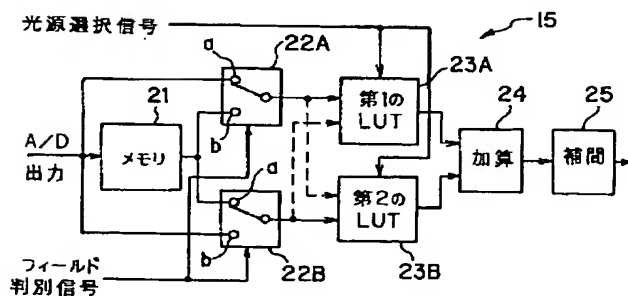 光源選択信号
15
22A
a
b
21
メモリ
A/D
出力
23A
第1の
LUT
24
加算
25
補間
a
b
22B
第2の
LUT
23B
フィールド
判別信号